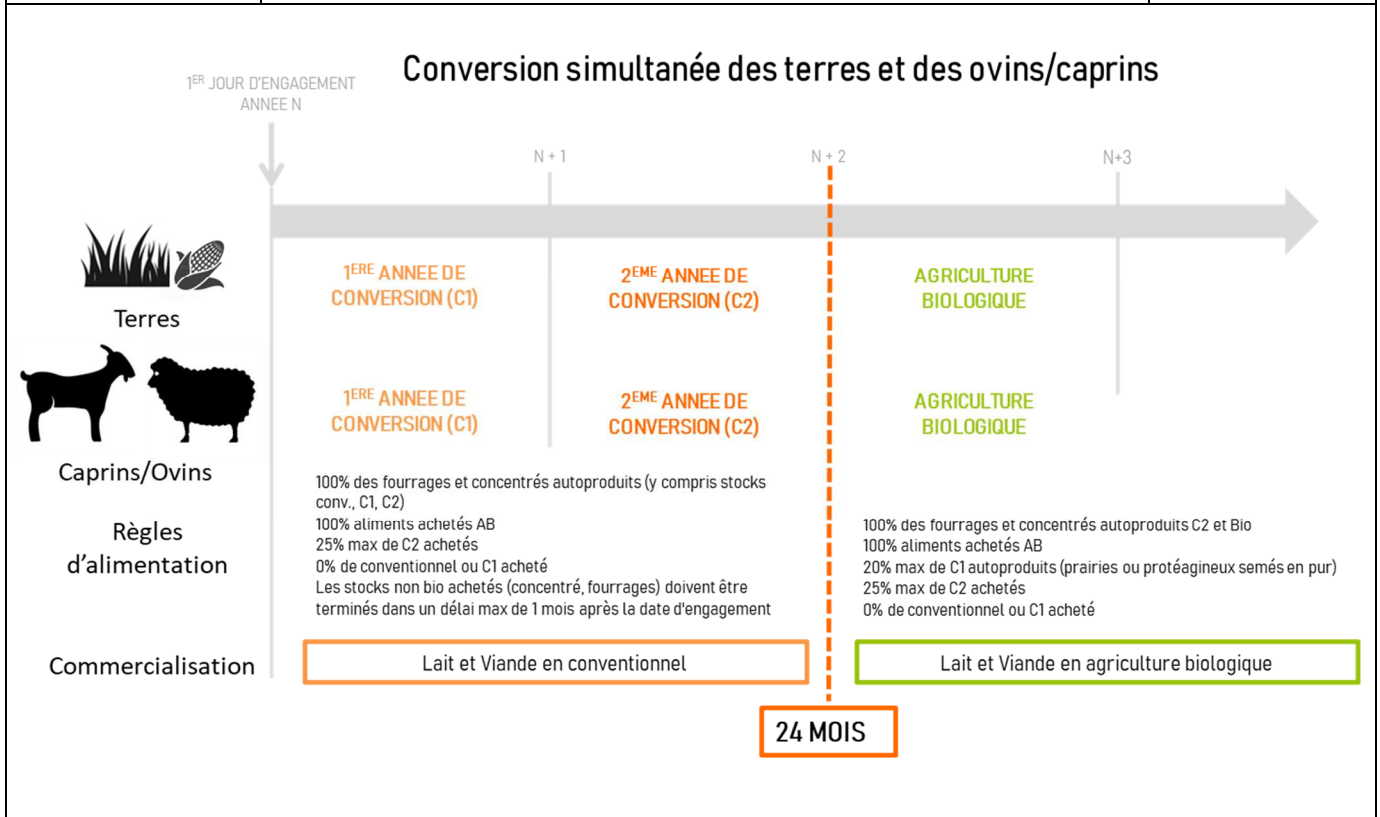 Conversion simultanée des terres et des ovins/caprins
1ER JOUR D'ENGAGEMENT
ANNEE N
N + 1
N + 2
N+3
Terres
1ERE ANNEE DE
CONVERSION (C1)
2EME ANNEE DE
CONVERSION (C2)
AGRICULTURE
BIOLOGIQUE
Caprins/Ovins
1ERE ANNEE DE
CONVERSION (C1)
2EME ANNEE DE
CONVERSION (C2)
AGRICULTURE
BIOLOGIQUE
Règles
d'alimentation
100% des fourrages et concentrés autoproduits (y compris stocks
conv., C1, C2)
100% aliments achetés AB
25% max de C2 achetés
0% de conventionnel ou C1 acheté
Les stocks non bio achetés (concentré, fourrages) doivent être
terminés dans un délai max de 1 mois après la date d'engagement
100% des fourrages et concentrés autoproduits C2 et Bio
100% aliments achetés AB
20% max de C1 autoproduits (prairies ou protéagineux semés en pur)
25% max de C2 achetés
0% de conventionnel ou C1 acheté
Commercialisation
Lait et Viande en conventionnel
Lait et Viande en agriculture biologique
24 MOIS